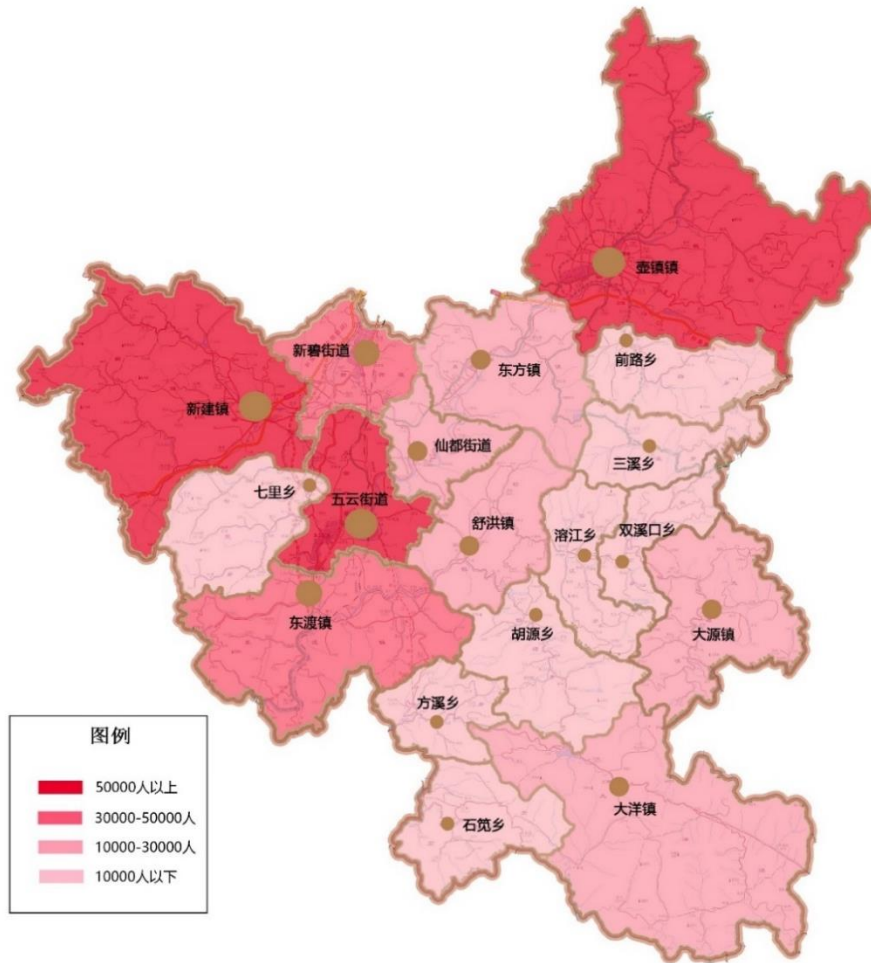 壶镇镇
新碧街道
东方镇
前路乡
新建镇
仙都街道
三溪乡
七里乡
五云街道
舒洪镇
溶江乡
双溪口乡
东渡镇
胡源乡
大源镇
方溪乡
大洋镇
石笕乡
图例
50000人以上
30000-50000人
10000-30000人
10000人以下